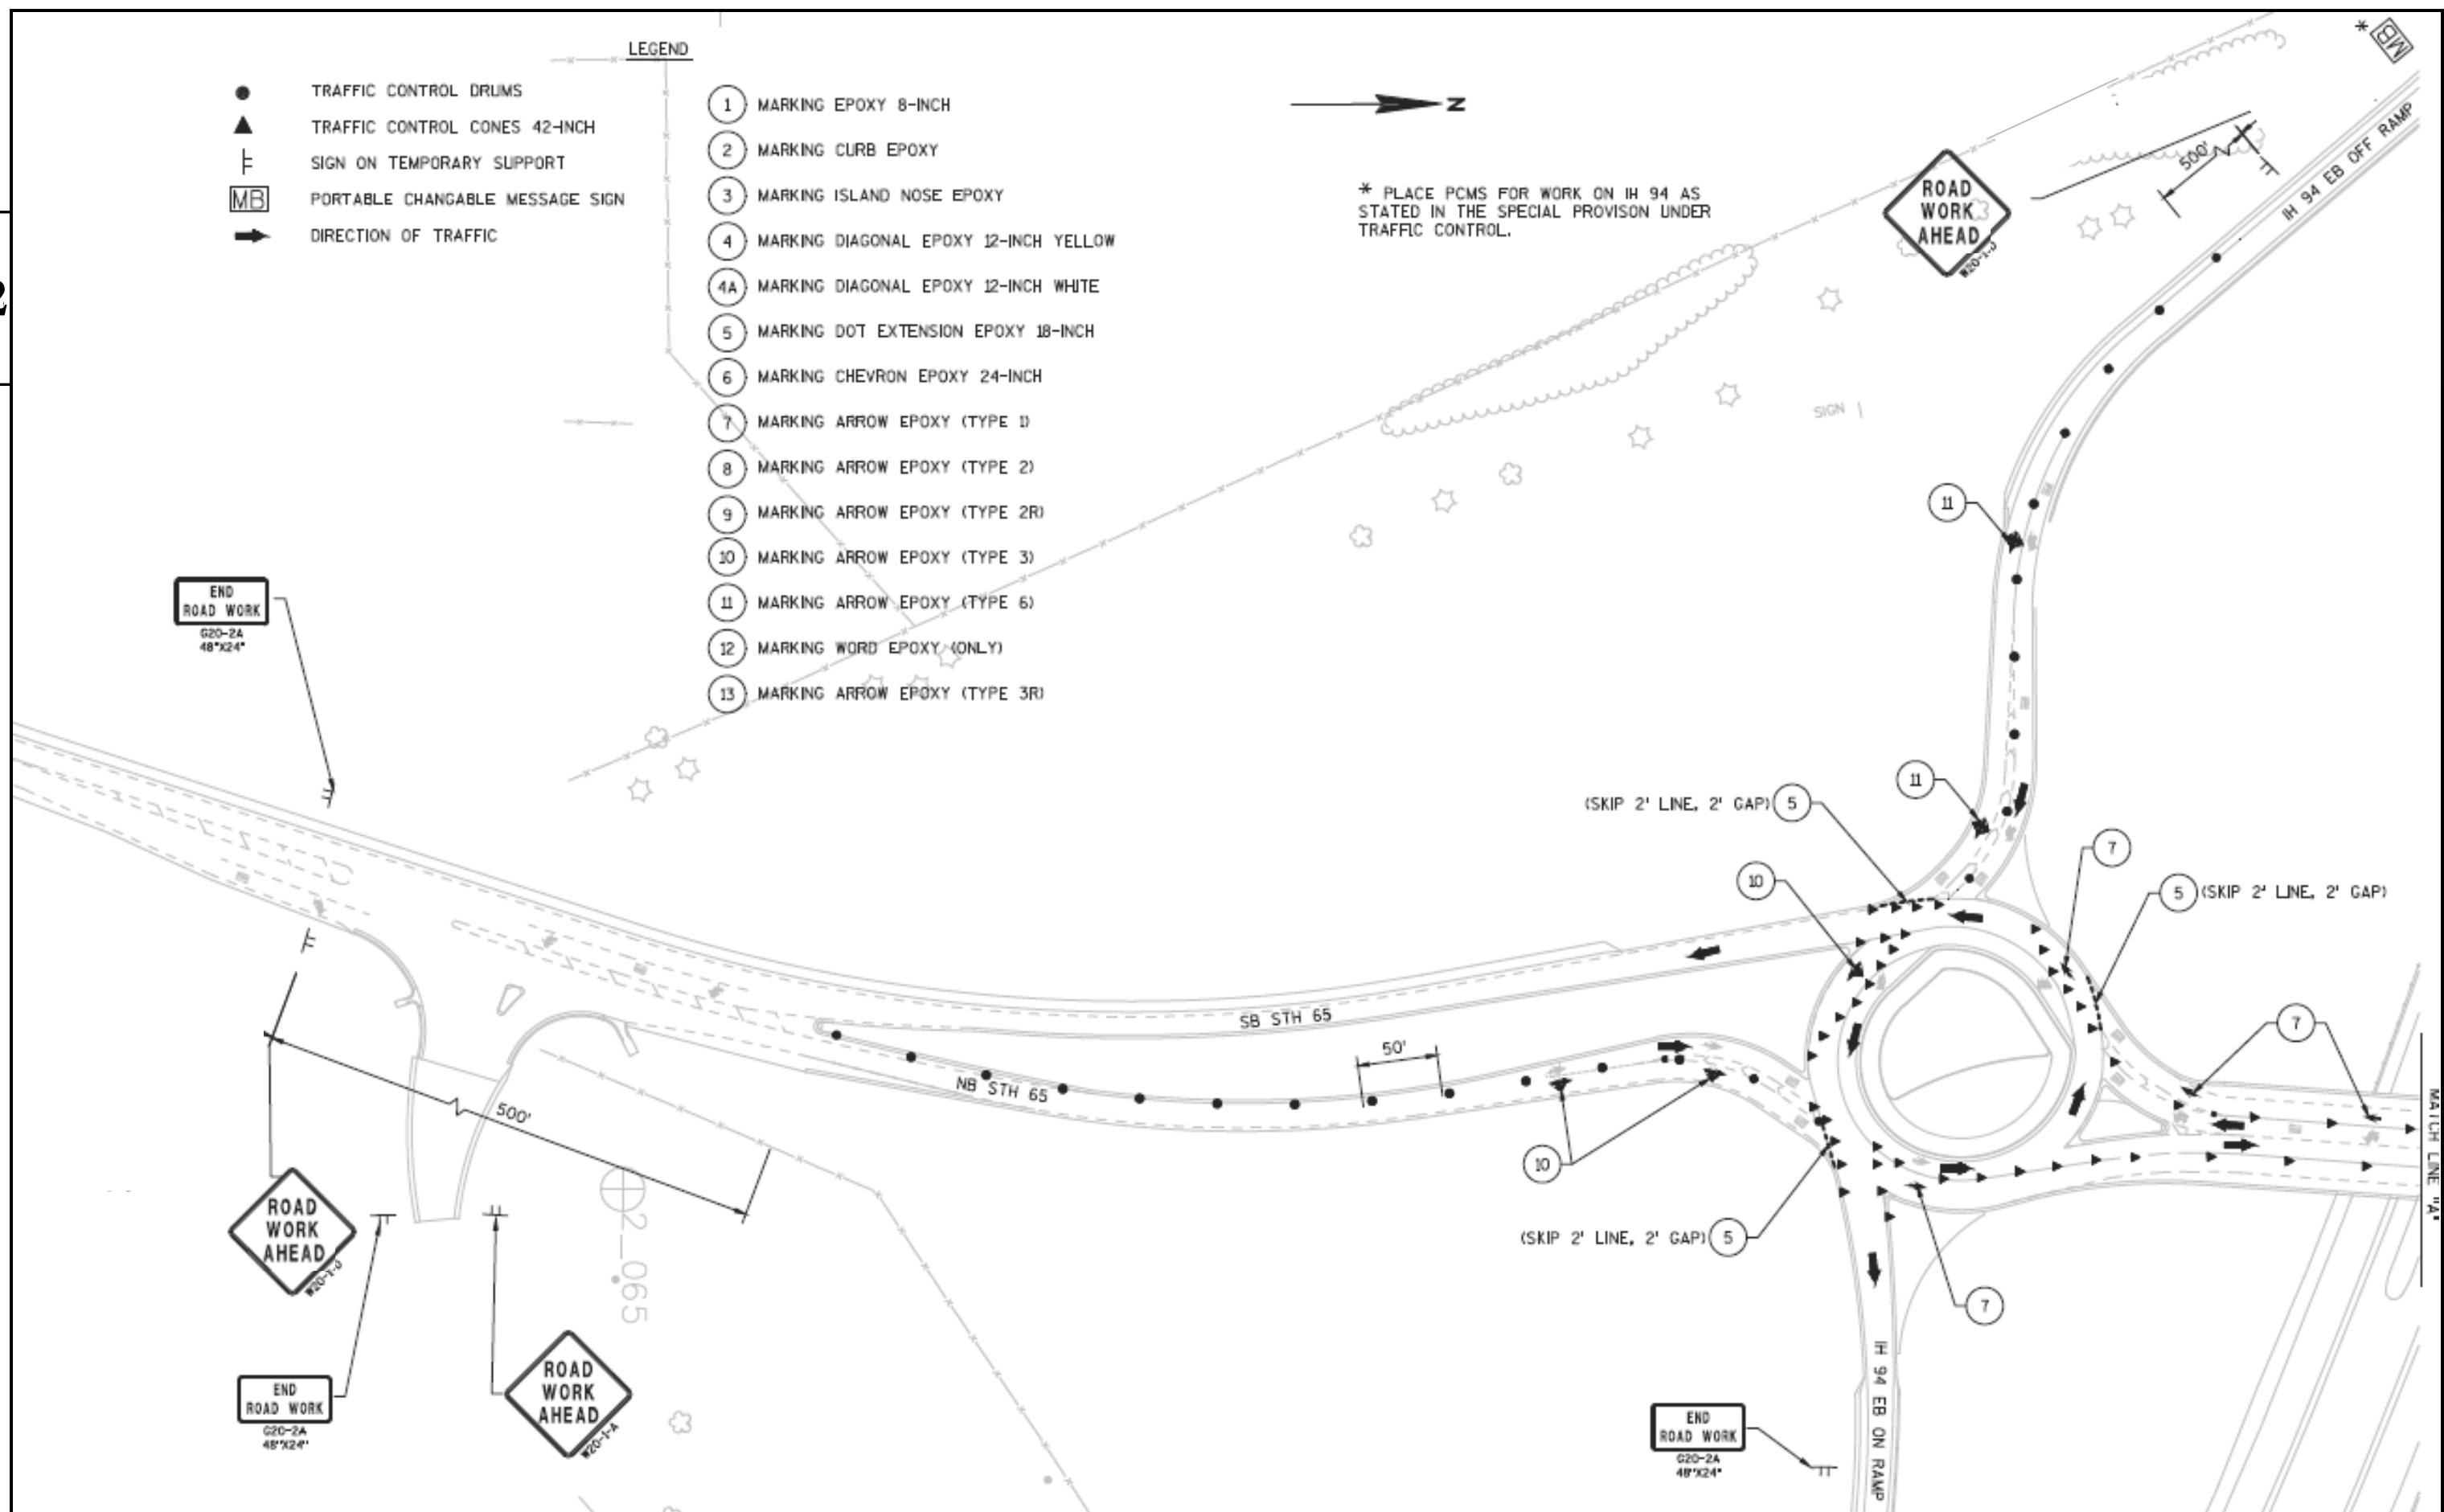 LEGEND
TRAFFIC CONTROL DRUMS
TRAFFIC CONTROL CONES 42-INCH
SIGN ON TEMPORARY SUPPORT
MB PORTABLE CHANGABLE MESSAGE SIGN
DIRECTION OF TRAFFIC
1 MARKING EPOXY 8-INCH
2 MARKING CURB EPOXY
3 MARKING ISLAND NOSE EPOXY
4 MARKING DIAGONAL EPOXY 12-INCH YELLOW
4A MARKING DIAGONAL EPOXY 12-INCH WHITE
5 MARKING DOT EXTENSION EPOXY 18-INCH
6 MARKING CHEVRON EPOXY 24-INCH
7 MARKING ARROW EPOXY (TYPE 1)
8 MARKING ARROW EPOXY (TYPE 2)
9 MARKING ARROW EPOXY (TYPE 2R)
10 MARKING ARROW EPOXY (TYPE 3)
11 MARKING ARROW EPOXY (TYPE 6)
12 MARKING WORD EPOXY (ONLY)
13 MARKING ARROW EPOXY (TYPE 3R)
N
* PLACE PCMS FOR WORK ON IH 94 AS
STATED IN THE SPECIAL PROVISON UNDER
TRAFFIC CONTROL.
* MB
ROAD
WORK
AHEAD
500'
IH 94 EB OFF RAMP
SIGN
11
END
ROAD WORK
G20-2A
48"X24"
11
(SKIP 2' LINE, 2' GAP) 5
7
10
5 (SKIP 2' LINE, 2' GAP)
7
SB STH 65
NB STH 65
50'
500'
10
(SKIP 2' LINE, 2' GAP) 5
7
MATCH LINE "A"
ROAD
WORK
AHEAD
2_065
END
ROAD WORK
G20-2A
48"X24"
ROAD
WORK
AHEAD
W20-1-A
END
ROAD WORK
G20-2A
48"X24"
IH 94 EB ON RAMP